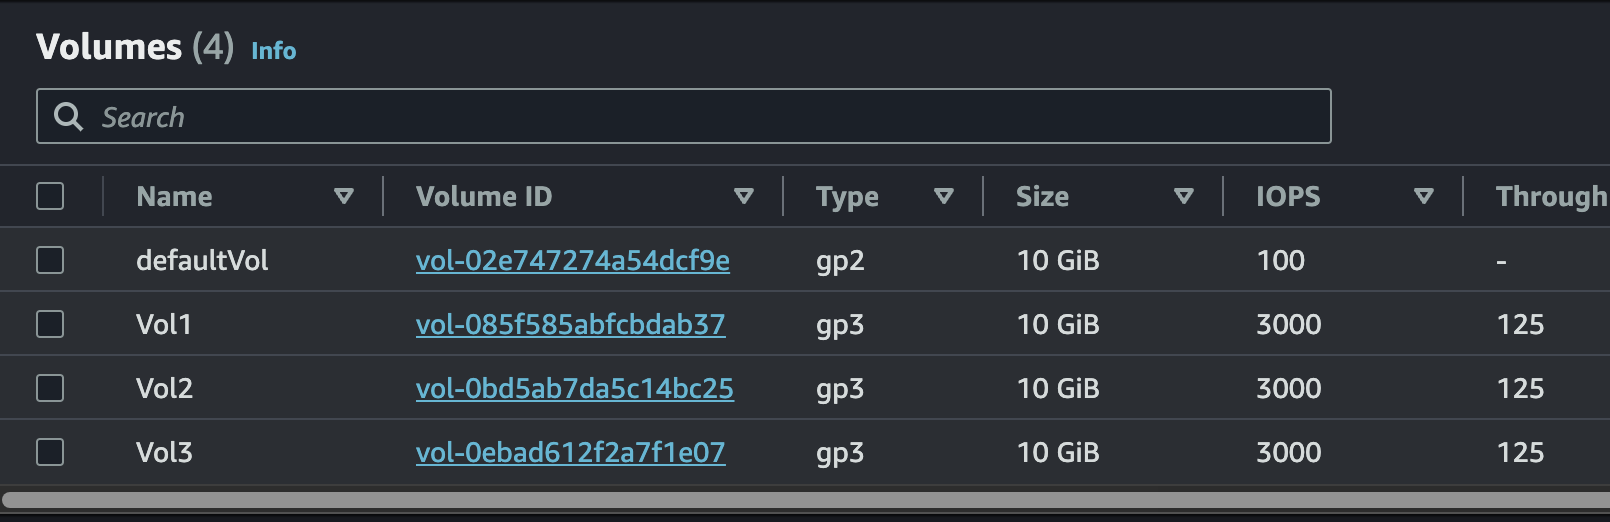 Volumes (4) Info
Search
Name Volume ID Type Size IOPS Through
defaultVol vol-02e747274a54dcf9e gp2 10 GiB 100 -
Vol1 vol-085f585abfcbdab37 gp3 10 GiB 3000 125
Vol2 vol-0bd5ab7da5c14bc25 gp3 10 GiB 3000 125
Vol3 vol-0ebad612f2a7f1e07 gp3 10 GiB 3000 125